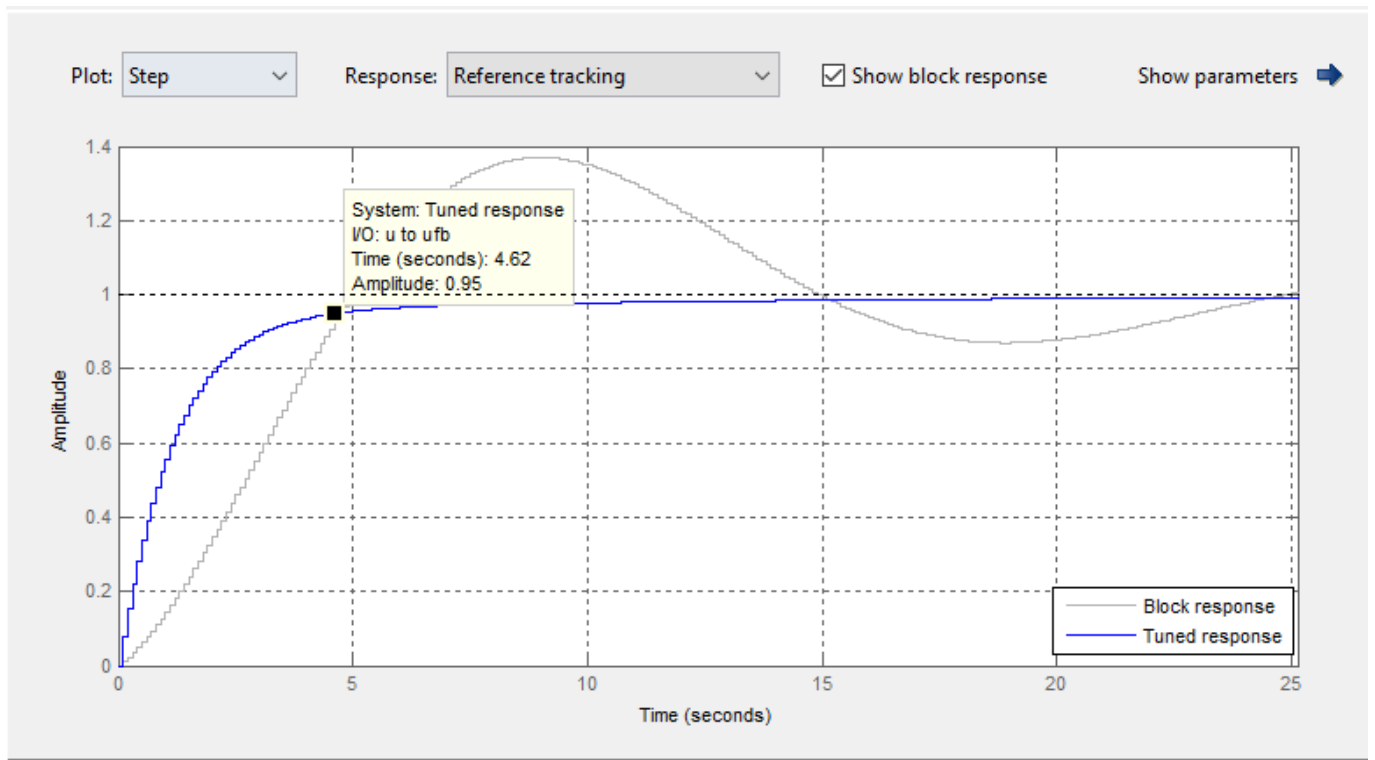 Plot: Step Response: Reference tracking Show block response Show parameters
1.4
1.2
1
0.8
0.6
0.4
0.2
0
Amplitude
System: Tuned response
I/O: u to ufb
Time (seconds): 4.62
Amplitude: 0.95
Block response
Tuned response
0 5 10 15 20 25
Time (seconds)